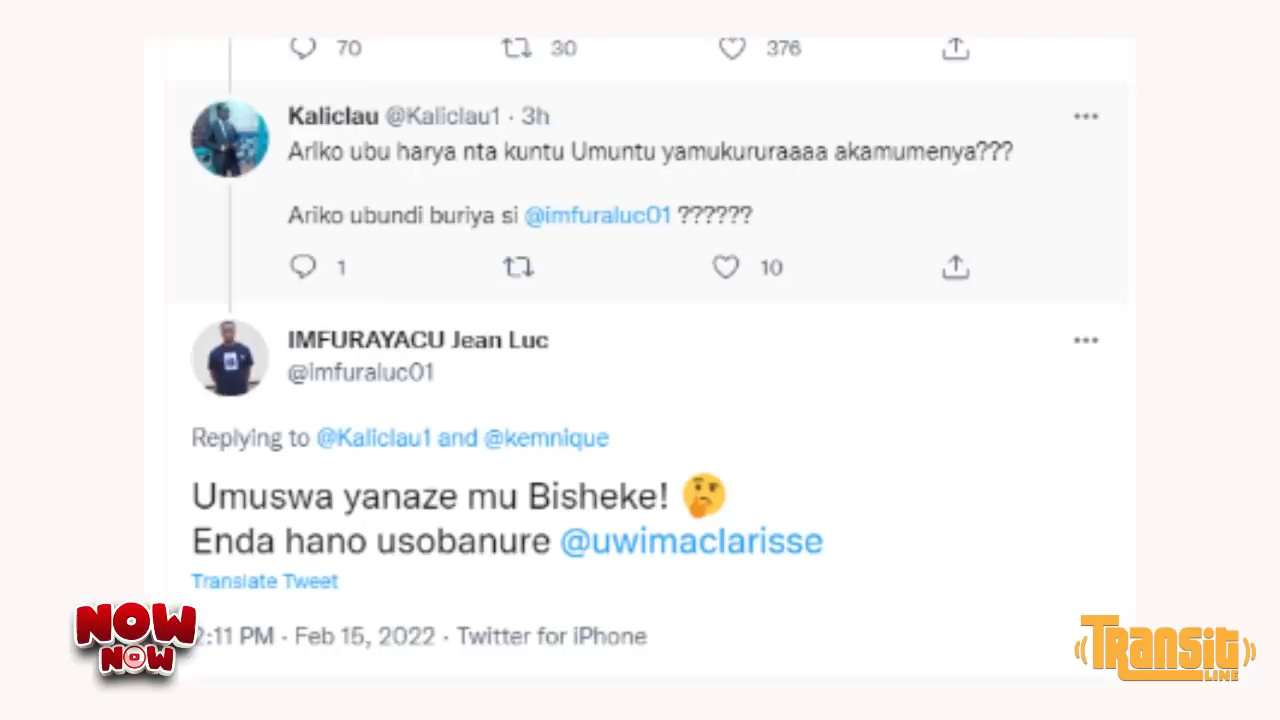 70 30 376
Kaliclau @Kaliclau1 · 3h
Ariko ubu harya nta kuntu Umuntu yamukururaaaa akamumenya???
Ariko ubundi buriya si @imfuraluc01 ??????
1 10
IMFURAYACU Jean Luc
@imfuraluc01
Replying to @Kaliclau1 and @kemnique
Umuswa yanaze mu Bisheke! 🤔
Enda hano usobanure @uwimaclarisse
Translate Tweet
2:11 PM · Feb 15, 2022 · Twitter for iPhone
NOW
NOW
TRANSIT
LINE